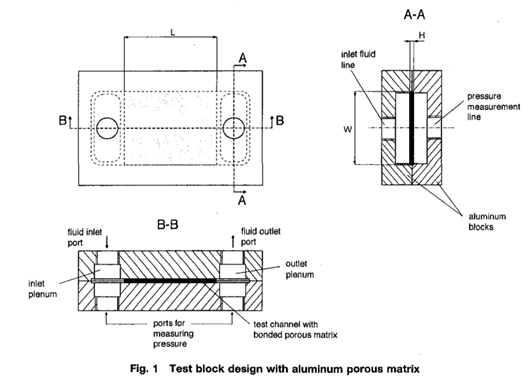 A-A
L
A
H
inlet fluid
line
B
B
W
pressure
measurement
line
A
aluminum
blocks
B-B
fluid inlet
port
fluid outlet
port
inlet
plenum
outlet
plenum
ports for
measuring
pressure
test channel with
bonded porous matrix
Fig. 1 Test block design with aluminum porous matrix